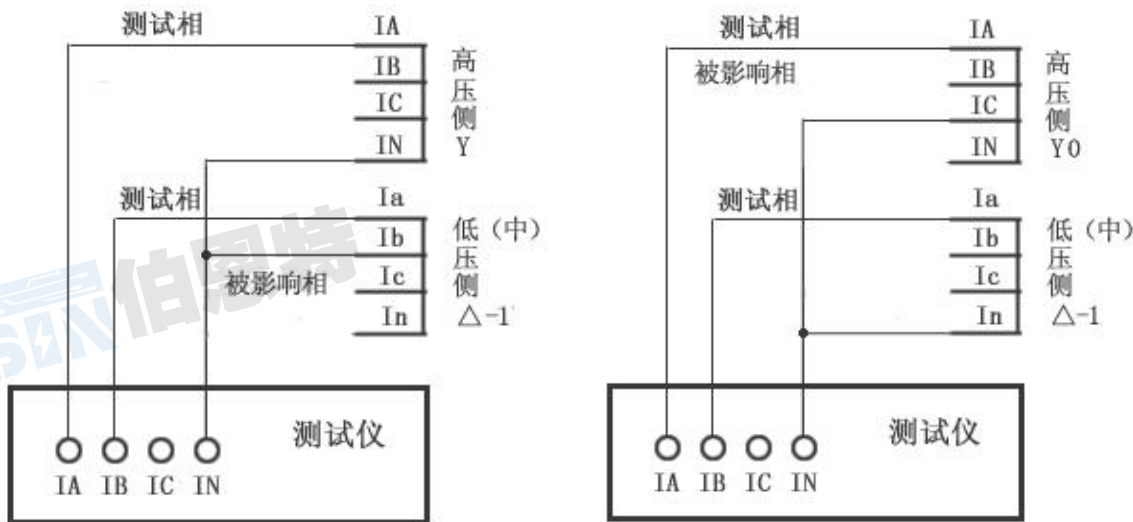 测试相 IA
IB
IC
IN
高压侧 Y
测试相 Ia
Ib
被影响相 Ic
In
低（中）压侧 △-1
测试仪
IA IB IC IN
测试相 IA
被影响相 IB
IC
IN
高压侧 Y0
测试相 Ia
Ib
Ic
In
低（中）压侧 △-1
测试仪
IA IB IC IN
伯恩特